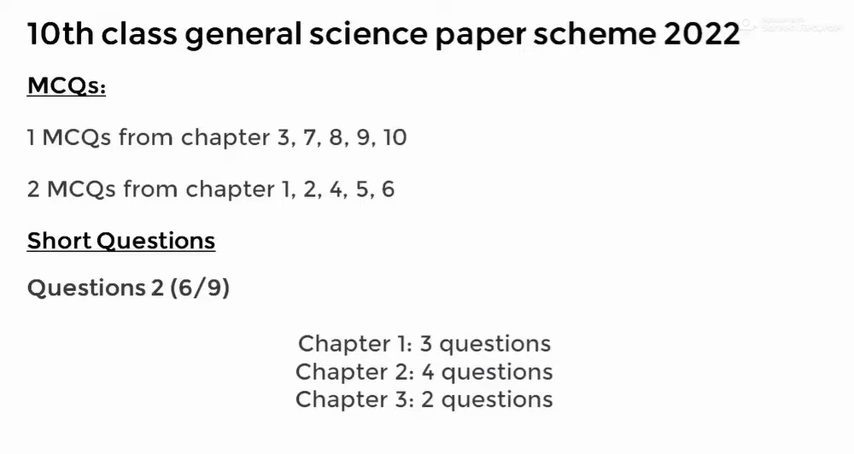 10th class general science paper scheme 2022
MCQs:
1 MCQs from chapter 3, 7, 8, 9, 10
2 MCQs from chapter 1, 2, 4, 5, 6
Short Questions
Questions 2 (6/9)
Chapter 1: 3 questions
Chapter 2: 4 questions
Chapter 3: 2 questions